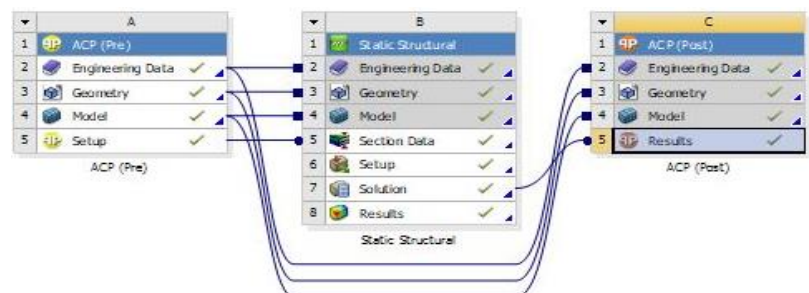 A
1 ACP (Pre)
2 Engineering Data
3 Geometry
4 Model
5 Setup
ACP (Pre)
B
1 Static Structural
2 Engineering Data
3 Geometry
4 Model
5 Section Data
6 Setup
7 Solution
8 Results
Static Structural
C
1 ACP (Post)
2 Engineering Data
3 Geometry
4 Model
5 Results
ACP (Post)